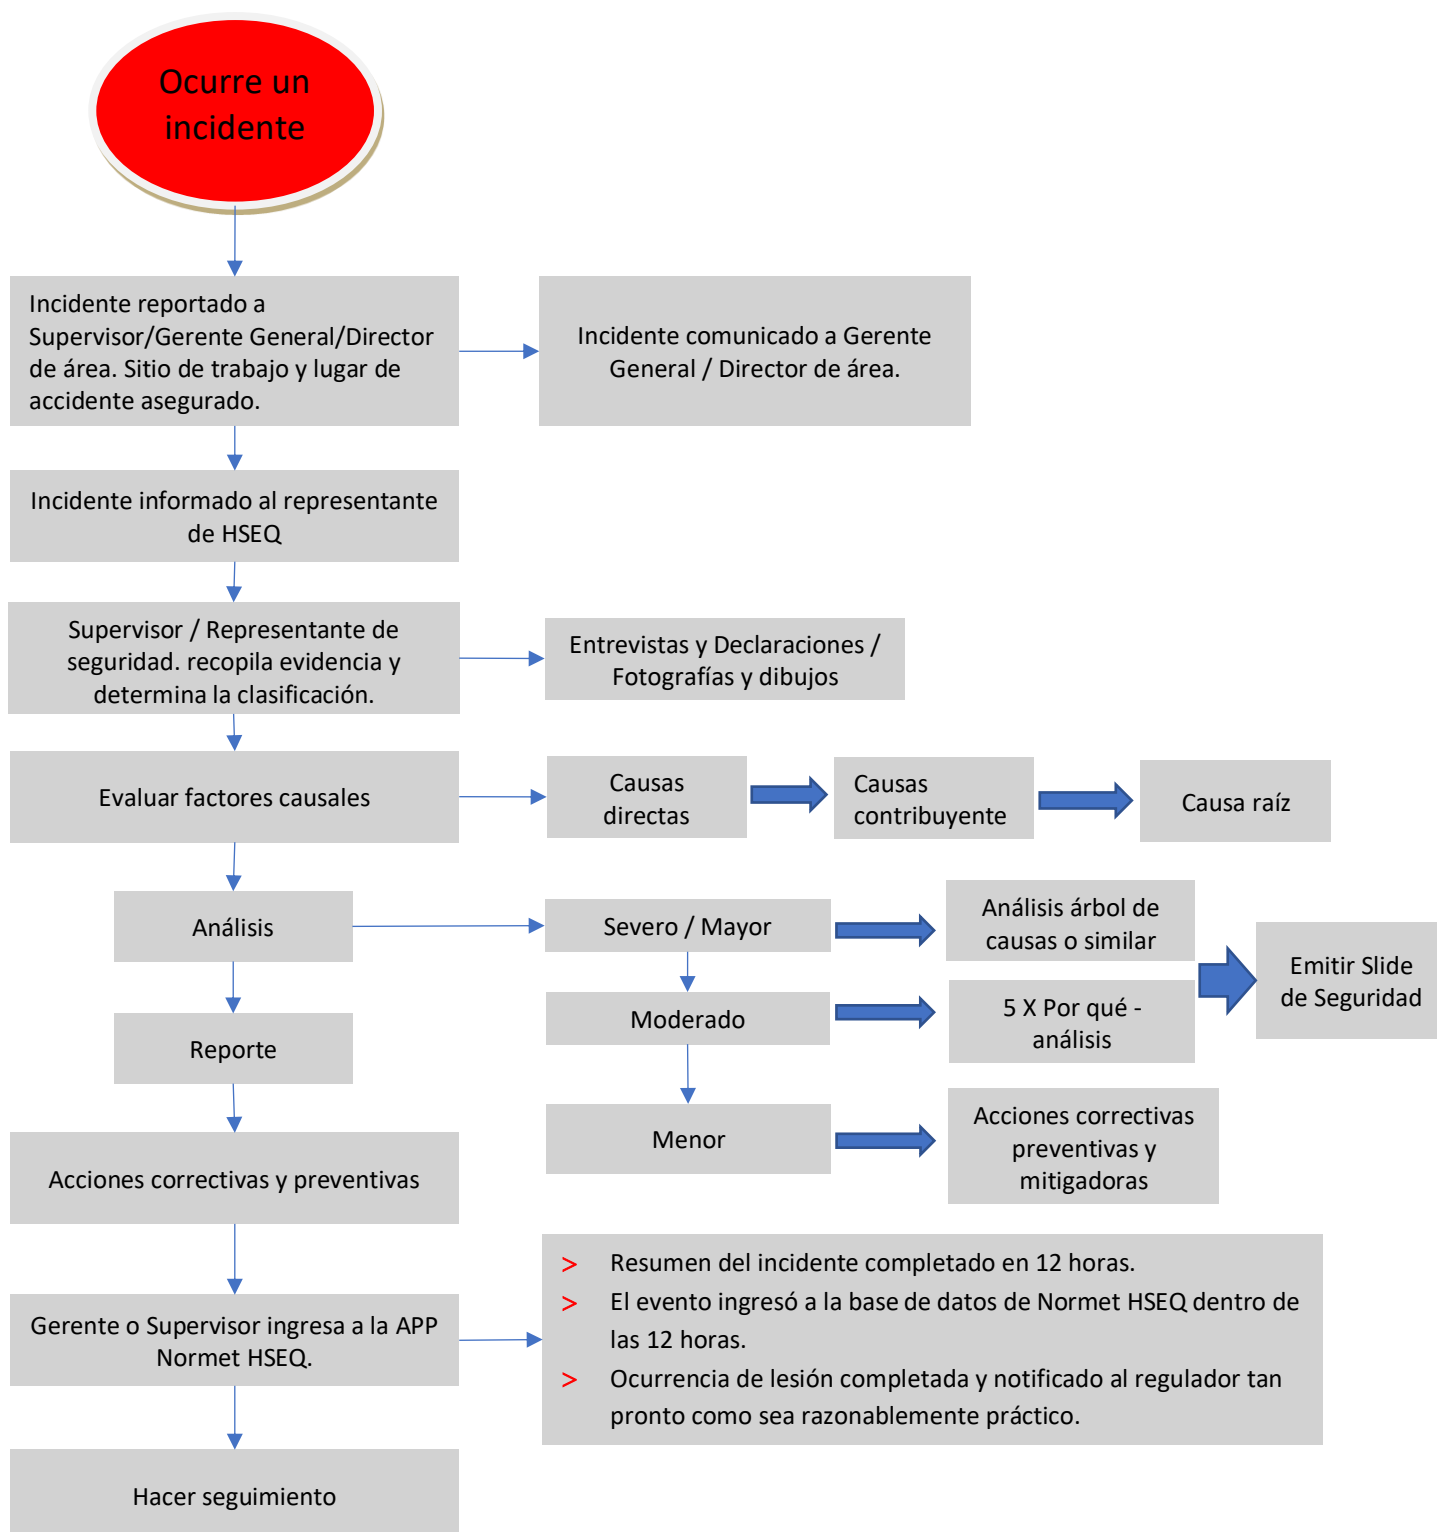 Ocurre un
incidente
Incidente reportado a
Supervisor/Gerente General/Director
de área. Sitio de trabajo y lugar de
accidente asegurado.
Incidente comunicado a Gerente
General / Director de área.
Incidente informado al representante
de HSEQ
Supervisor / Representante de
seguridad. recopila evidencia y
determina la clasificación.
Entrevistas y Declaraciones /
Fotografías y dibujos
Evaluar factores causales
Causas
directas
Causas
contribuyente
Causa raíz
Análisis
Severo / Mayor
Análisis árbol de
causas o similar
Emitir Slide
de Seguridad
Moderado
5 X Por qué -
análisis
Reporte
Menor
Acciones correctivas
preventivas y
mitigadoras
Acciones correctivas y preventivas
Gerente o Supervisor ingresa a la APP
Normet HSEQ.
> Resumen del incidente completado en 12 horas.
> El evento ingresó a la base de datos de Normet HSEQ dentro de
las 12 horas.
> Ocurrencia de lesión completada y notificado al regulador tan
pronto como sea razonablemente práctico.
Hacer seguimiento